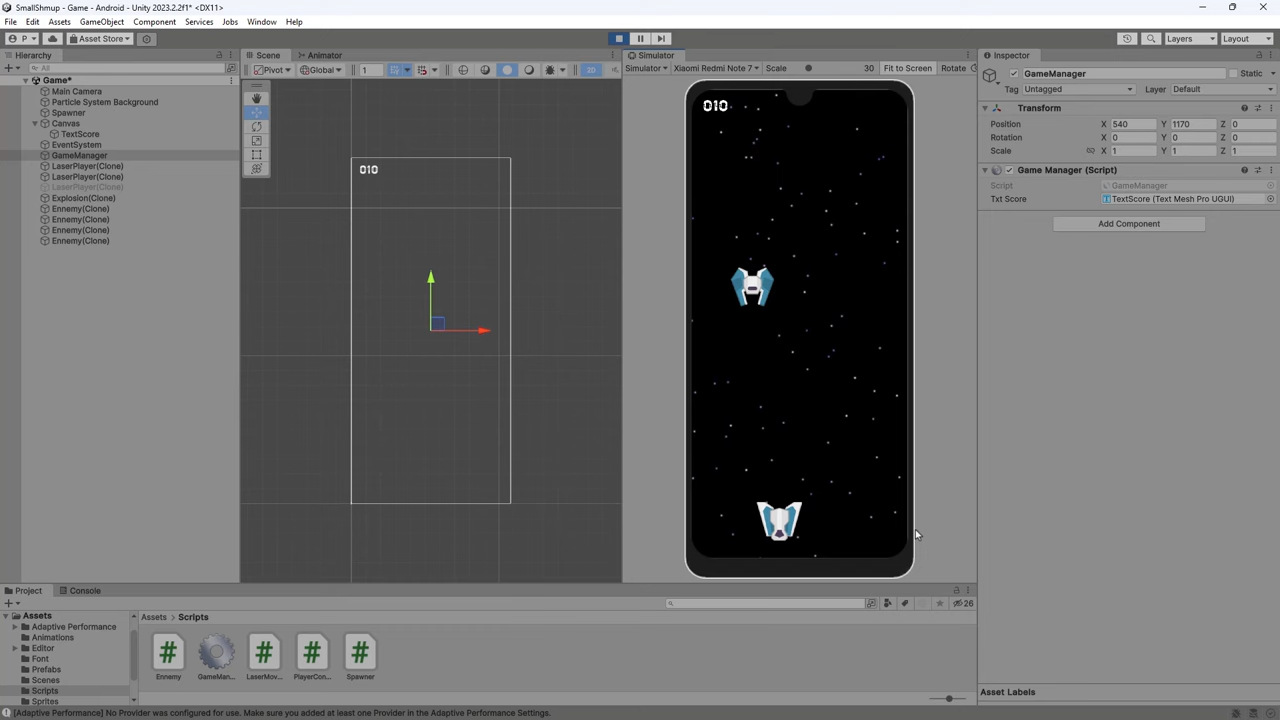 SmallShmup - Game - Android - Unity 2023.2.2f1* <DX11>
File Edit Assets GameObject Component Services Jobs Window Help
P Asset Store Layers Layout
Hierarchy
All
Game*
Main Camera
Particle System Background
Spawner
Canvas
TextScore
EventSystem
GameManager
LaserPlayer(Clone)
LaserPlayer(Clone)
LaserPlayer(Clone)
Explosion(Clone)
Ennemy(Clone)
Ennemy(Clone)
Ennemy(Clone)
Ennemy(Clone)
Scene Animator
Pivot Global 1 2D
010
Simulator
Simulator Xiaomi Redmi Note 7 Scale 30 Fit to Screen Rotate
010
Inspector
GameManager Static
Tag Untagged Layer Default
Transform
Position X 540 Y 1170 Z 0
Rotation X 0 Y 0 Z 0
Scale X 1 Y 1 Z 1
Game Manager (Script)
Script GameManager
Txt Score TextScore (Text Mesh Pro UGUI)
Add Component
Project Console
26
Assets
Adaptive Performance
Animations
Editor
Font
Prefabs
Scenes
Scripts
Sprites
Assets > Scripts
Ennemy GameMan... LaserMov... PlayerCon... Spawner
Asset Labels
[Adaptive Performance] No Provider was configured for use. Make sure you added at least one Provider in the Adaptive Performance Settings.